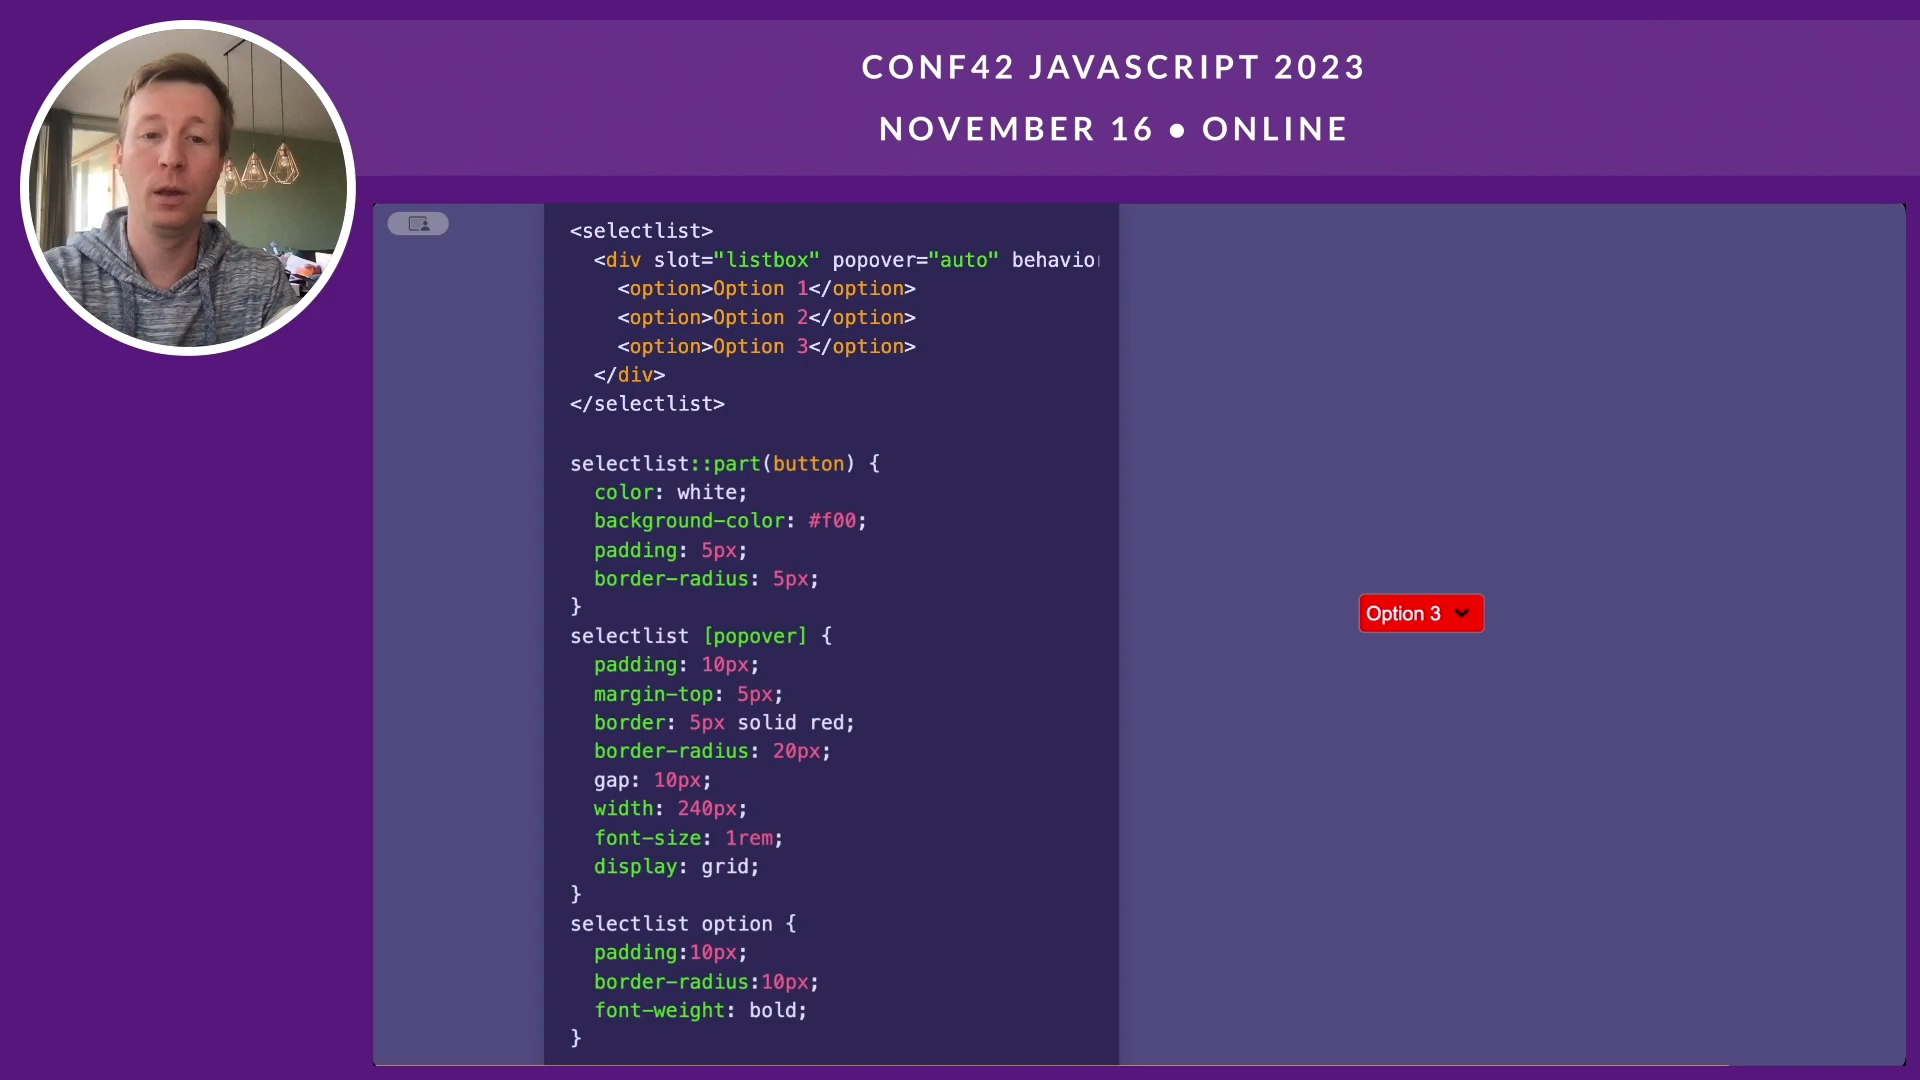 CONF42 JAVASCRIPT 2023
NOVEMBER 16 • ONLINE
<selectlist>
  <div slot="listbox" popover="auto" behavior
    <option>Option 1</option>
    <option>Option 2</option>
    <option>Option 3</option>
  </div>
</selectlist>

selectlist::part(button) {
  color: white;
  background-color: #f00;
  padding: 5px;
  border-radius: 5px;
}
selectlist [popover] {
  padding: 10px;
  margin-top: 5px;
  border: 5px solid red;
  border-radius: 20px;
  gap: 10px;
  width: 240px;
  font-size: 1rem;
  display: grid;
}
selectlist option {
  padding:10px;
  border-radius:10px;
  font-weight: bold;
}
Option 3